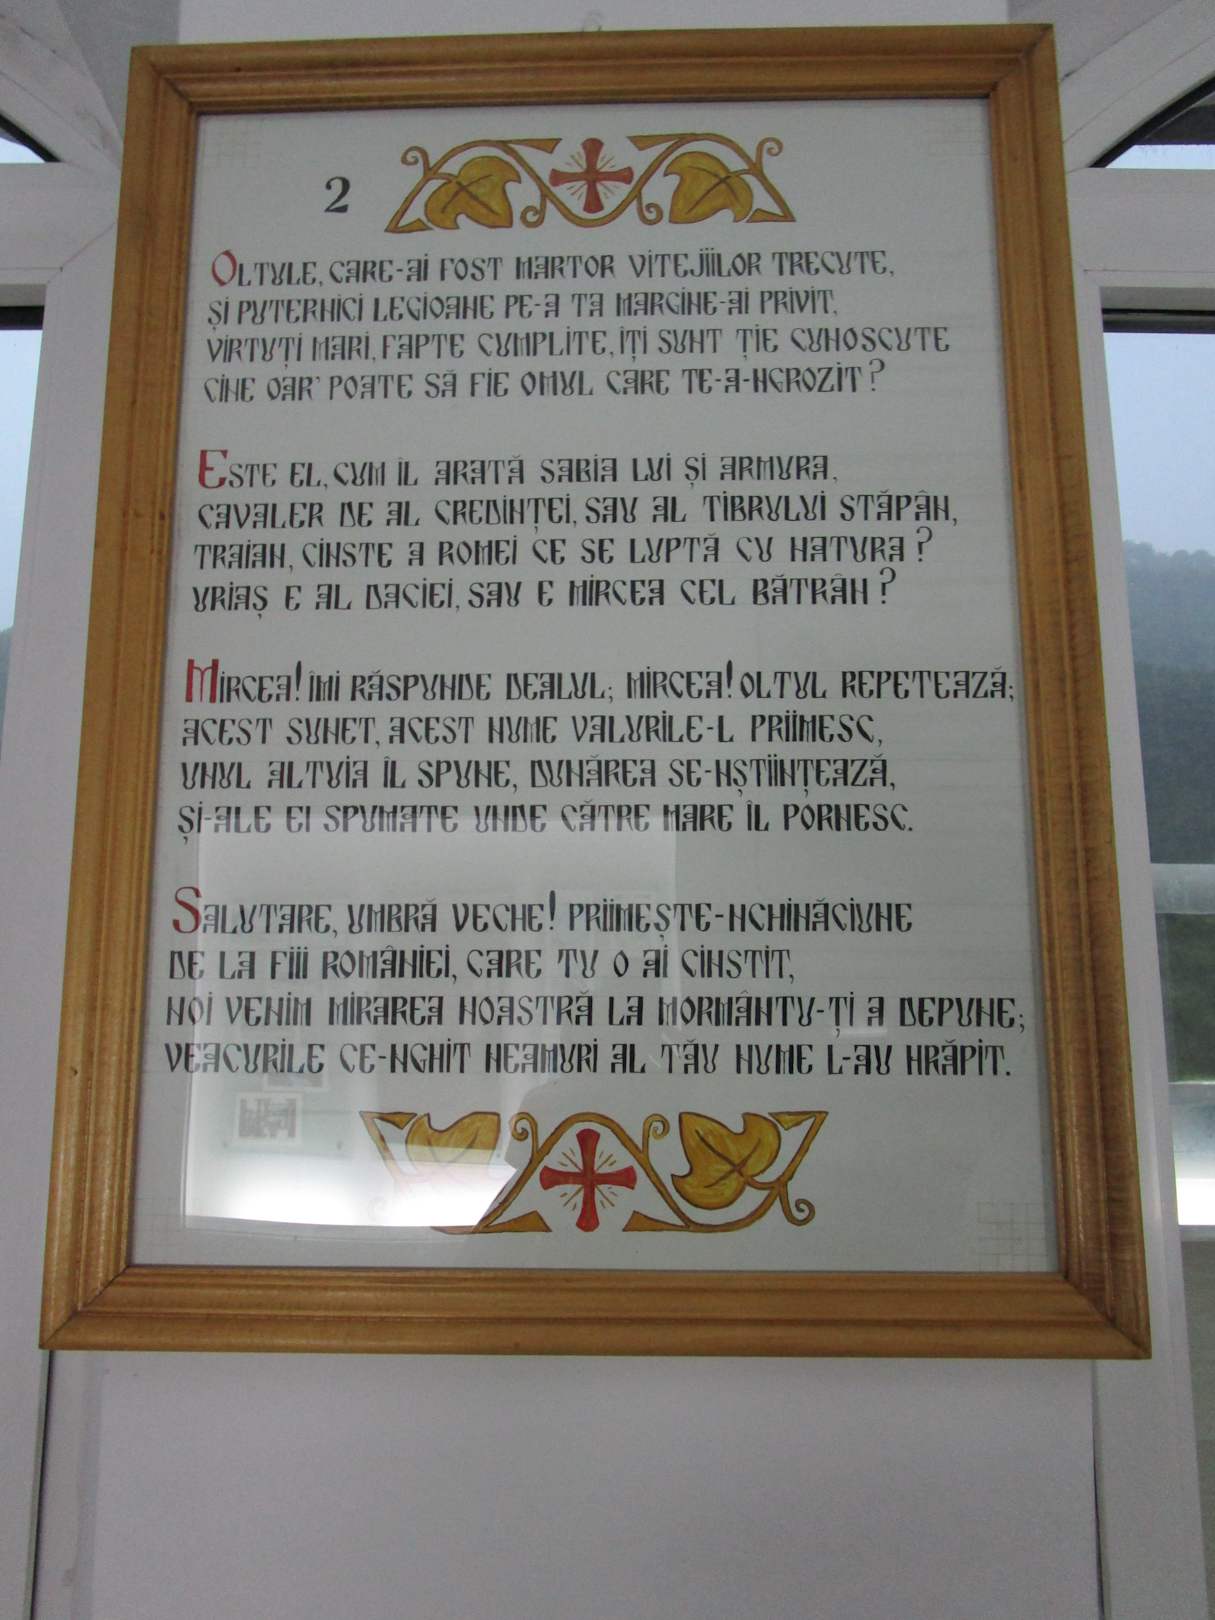 2
Oltule, care-ai fost martor vitejiilor trecute,
și puternici legioane pe-a ta margine-ai privit,
virtuți mari, fapte cumplite, îți sunt ție cunoscute
cine oar' poate să fie omul care te-a-ngrozit?
Este el, cum îl arată sabia lui și armura,
cavaler de al credinței, sau al Tibrului stăpân,
Traian, cinste a Romei ce se luptă cu natura?
uriaș e al Daciei, sau e Mircea cel Bătrân?
Mircea! îmi răspunde dealul; Mircea! Oltul repetează;
acest sunet, acest nume valurile-l priimesc,
unul altuia îl spune, Dunărea se-nștiințează,
și-ale ei spumate unde către mare îl pornesc.
Salutare, umbră veche! priimește-nchinăciune
de la fiii României, care tu o ai cinstit,
noi venim mirarea noastră la mormântu-ți a depune;
veacurile ce-nghit neamuri al tău nume l-au hrăpit.